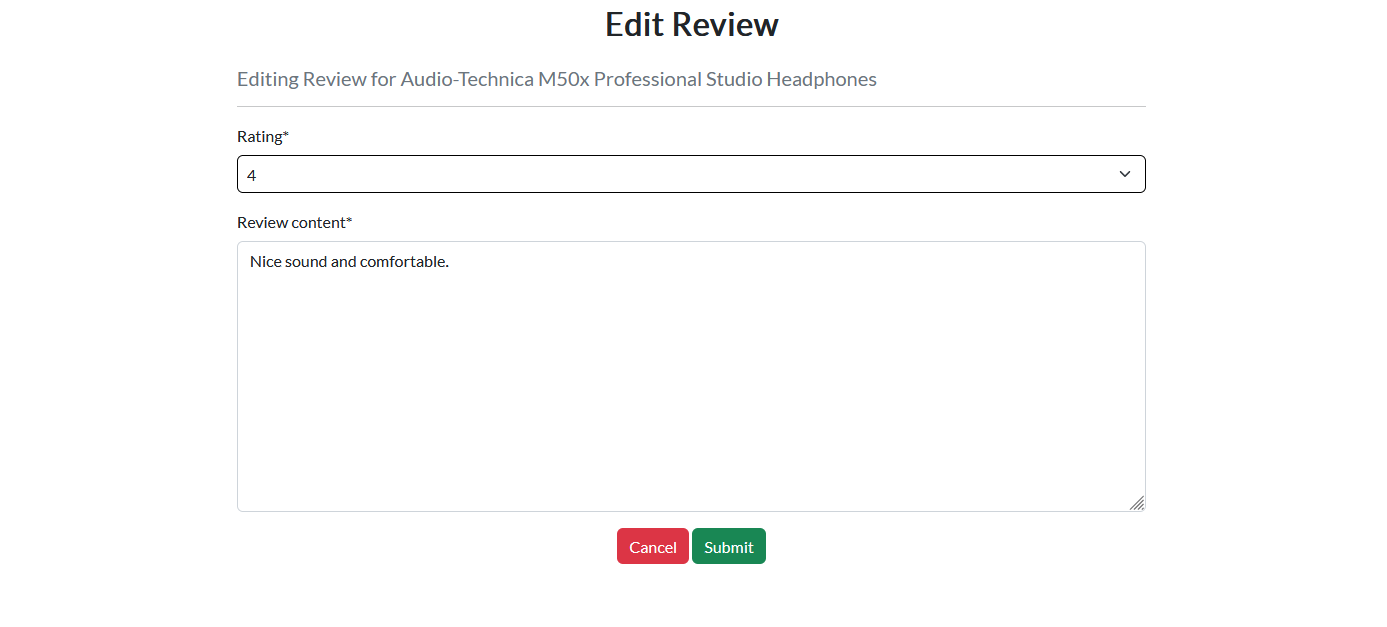 Edit Review
Editing Review for Audio-Technica M50x Professional Studio Headphones
Rating*
4
Review content*
Nice sound and comfortable.
Cancel Submit